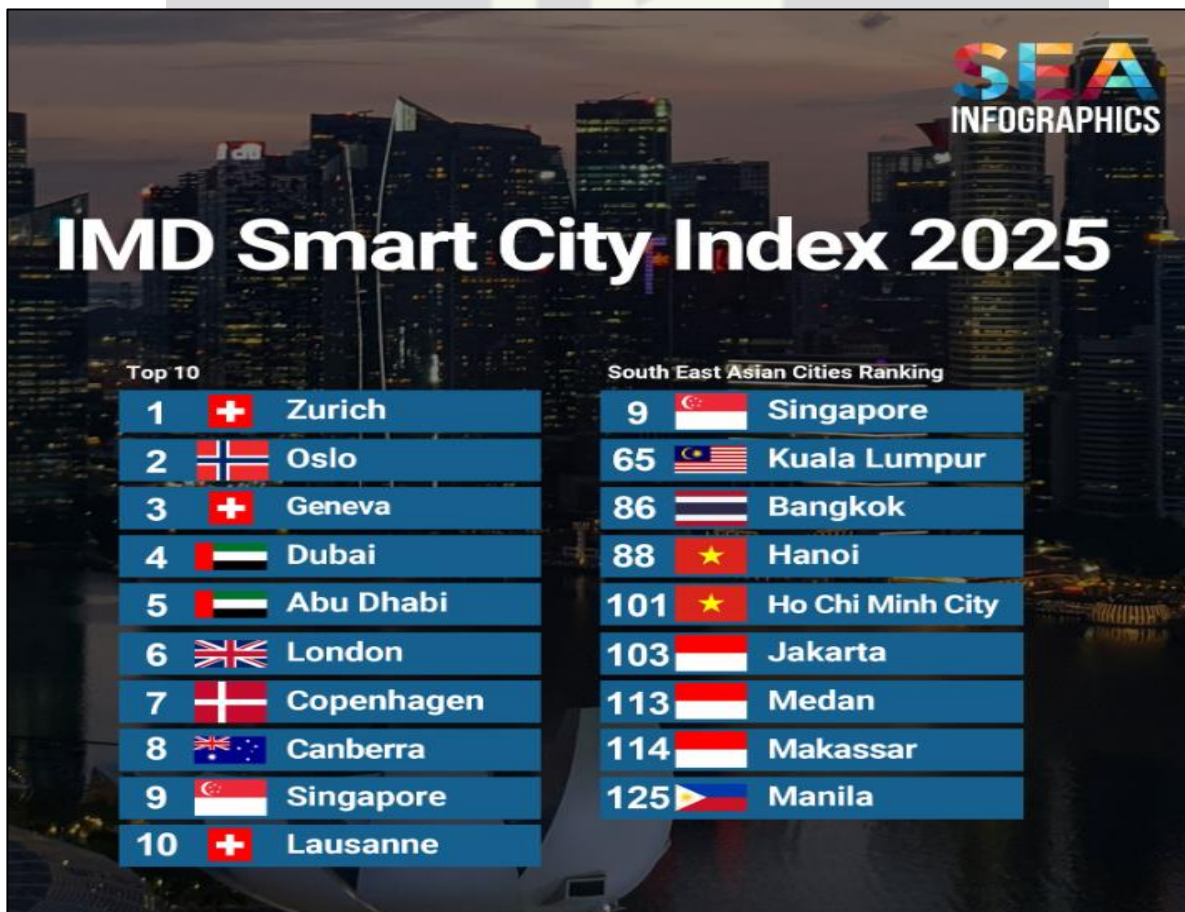 SEA
INFOGRAPHICS
IMD Smart City Index 2025
Top 10
1 Zurich
2 Oslo
3 Geneva
4 Dubai
5 Abu Dhabi
6 London
7 Copenhagen
8 Canberra
9 Singapore
10 Lausanne
South East Asian Cities Ranking
9 Singapore
65 Kuala Lumpur
86 Bangkok
88 Hanoi
101 Ho Chi Minh City
103 Jakarta
113 Medan
114 Makassar
125 Manila